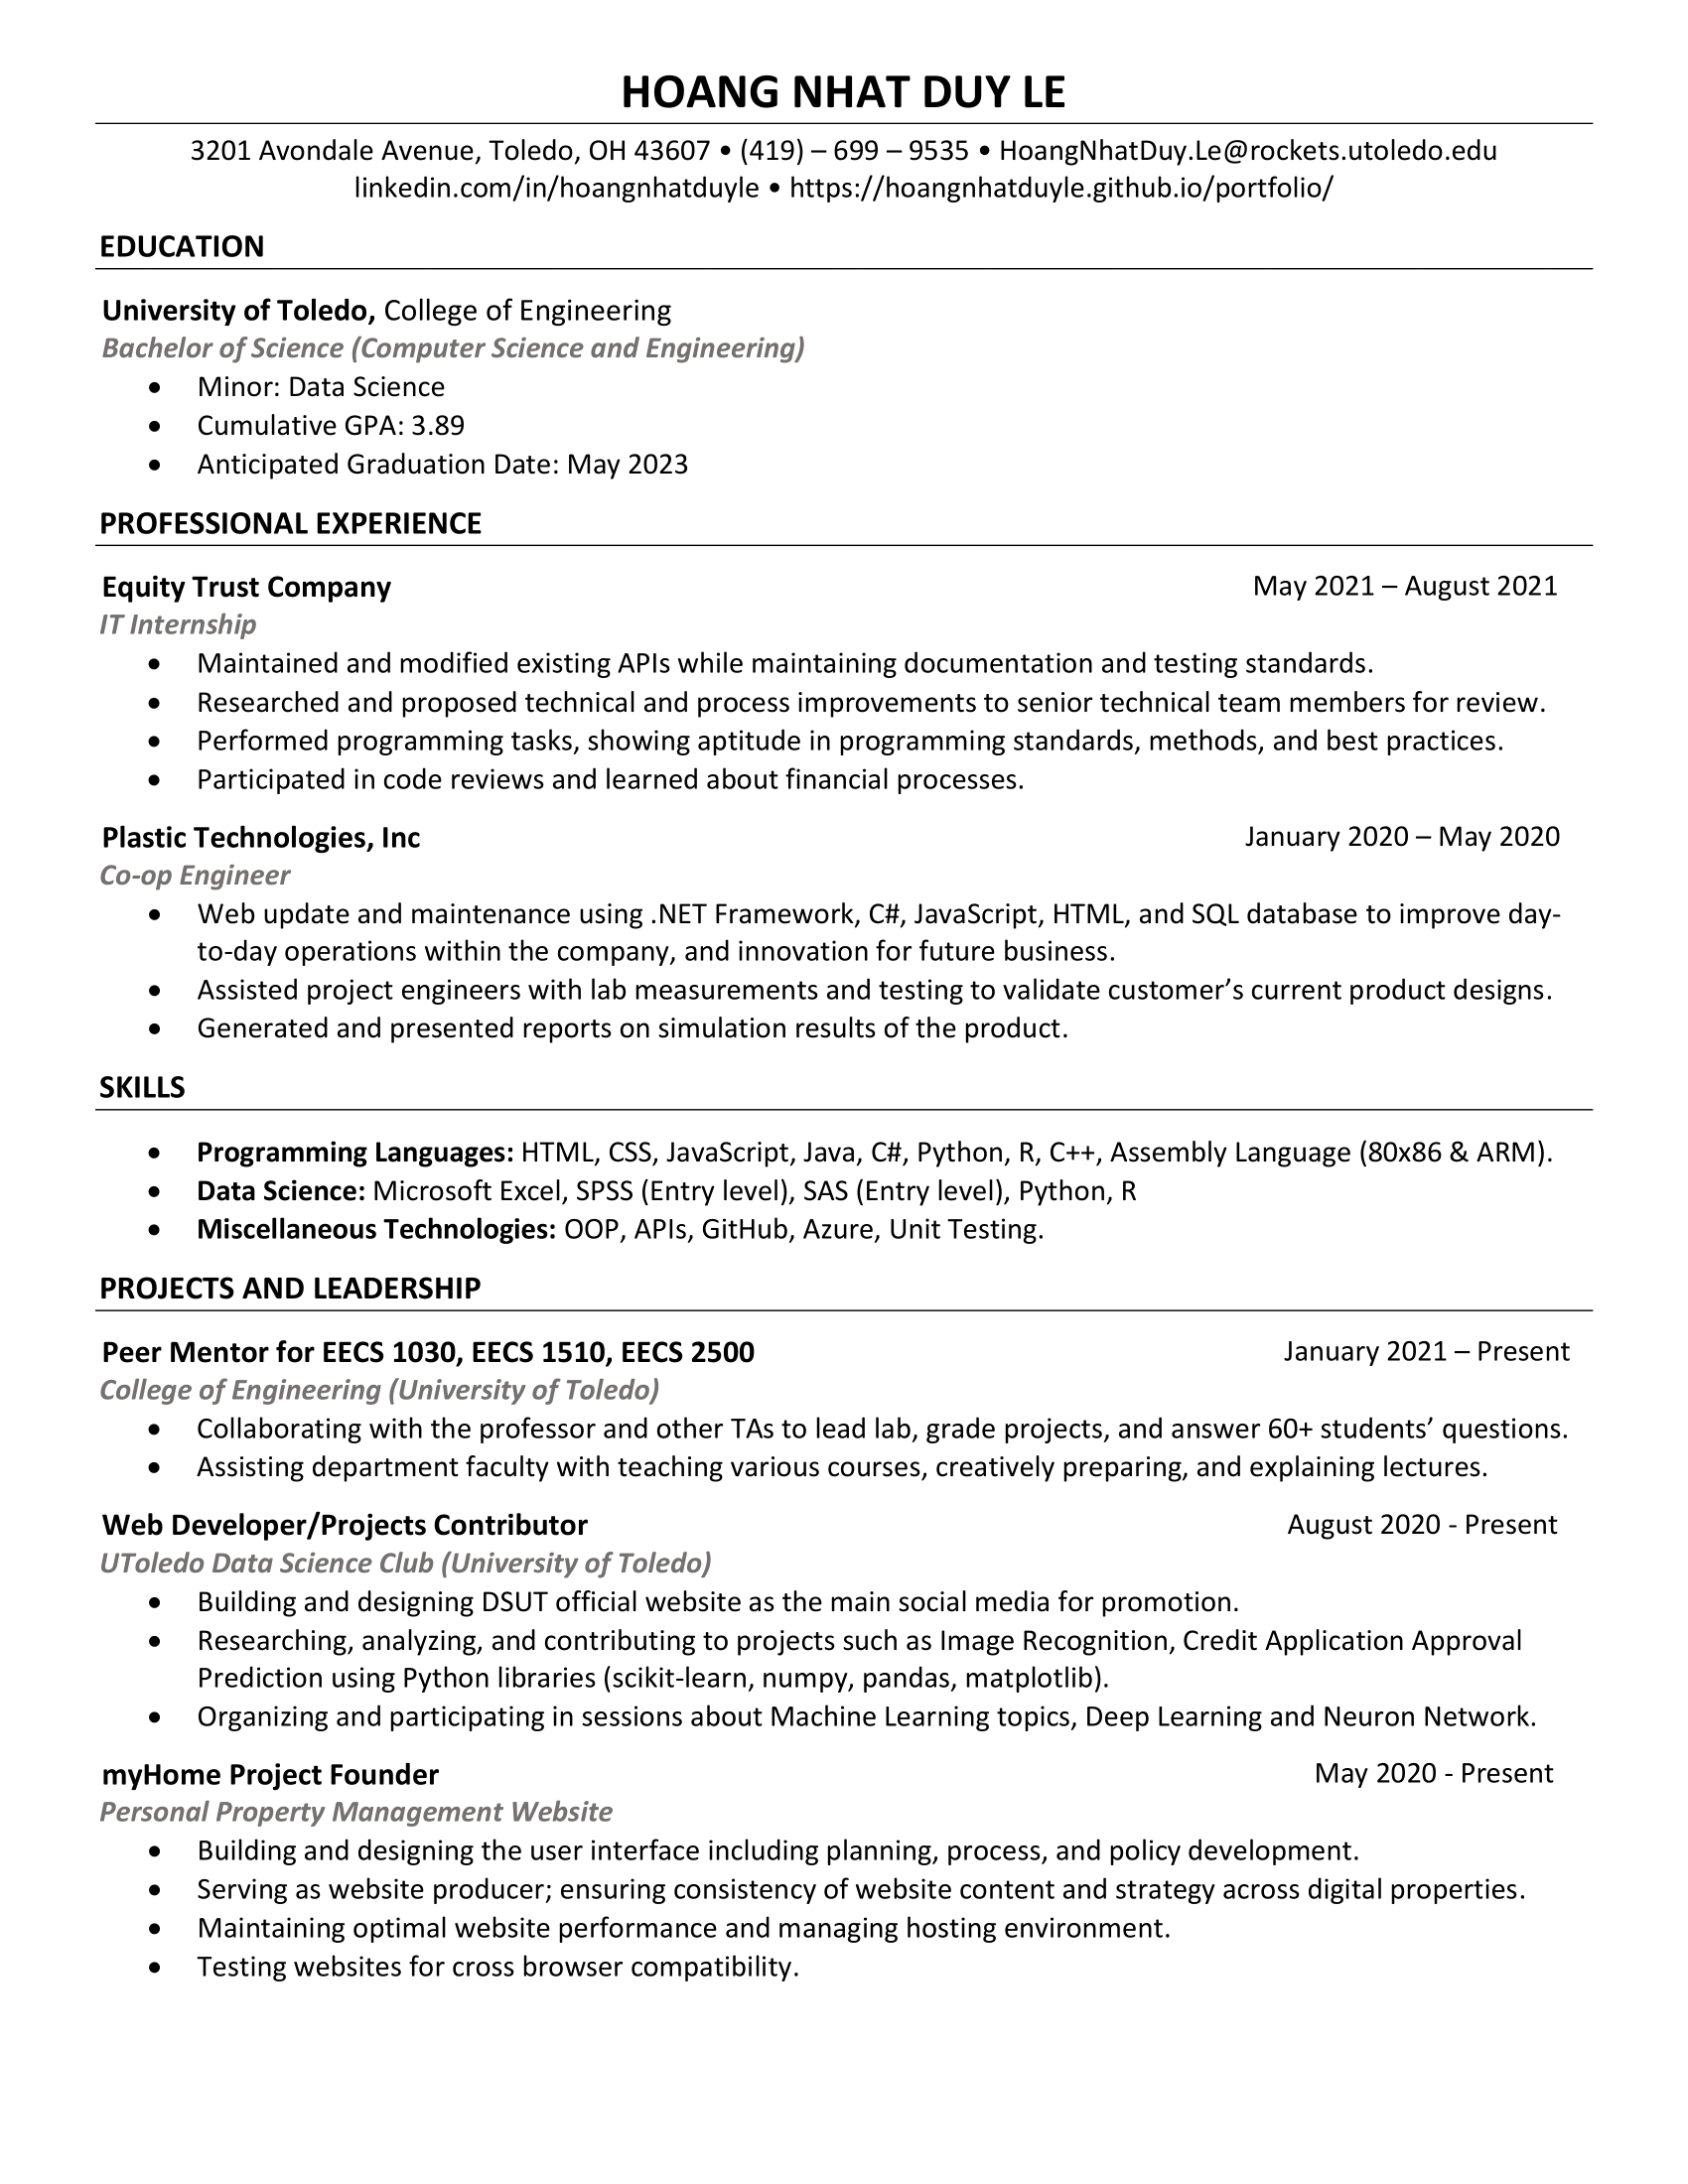 HOANG NHAT DUY LE
3201 Avondale Avenue, Toledo, OH 43607 • (419) – 699 – 9535 • HoangNhatDuy.Le@rockets.utoledo.edu
linkedin.com/in/hoangnhatduyle • https://hoangnhatduyle.github.io/portfolio/
EDUCATION
University of Toledo, College of Engineering
Bachelor of Science (Computer Science and Engineering)
• Minor: Data Science
• Cumulative GPA: 3.89
• Anticipated Graduation Date: May 2023
PROFESSIONAL EXPERIENCE
Equity Trust Company May 2021 – August 2021
IT Internship
• Maintained and modified existing APIs while maintaining documentation and testing standards.
• Researched and proposed technical and process improvements to senior technical team members for review.
• Performed programming tasks, showing aptitude in programming standards, methods, and best practices.
• Participated in code reviews and learned about financial processes.
Plastic Technologies, Inc January 2020 – May 2020
Co-op Engineer
• Web update and maintenance using .NET Framework, C#, JavaScript, HTML, and SQL database to improve day-
to-day operations within the company, and innovation for future business.
• Assisted project engineers with lab measurements and testing to validate customer’s current product designs.
• Generated and presented reports on simulation results of the product.
SKILLS
• Programming Languages: HTML, CSS, JavaScript, Java, C#, Python, R, C++, Assembly Language (80x86 & ARM).
• Data Science: Microsoft Excel, SPSS (Entry level), SAS (Entry level), Python, R
• Miscellaneous Technologies: OOP, APIs, GitHub, Azure, Unit Testing.
PROJECTS AND LEADERSHIP
Peer Mentor for EECS 1030, EECS 1510, EECS 2500 January 2021 – Present
College of Engineering (University of Toledo)
• Collaborating with the professor and other TAs to lead lab, grade projects, and answer 60+ students’ questions.
• Assisting department faculty with teaching various courses, creatively preparing, and explaining lectures.
Web Developer/Projects Contributor August 2020 - Present
UToledo Data Science Club (University of Toledo)
• Building and designing DSUT official website as the main social media for promotion.
• Researching, analyzing, and contributing to projects such as Image Recognition, Credit Application Approval
Prediction using Python libraries (scikit-learn, numpy, pandas, matplotlib).
• Organizing and participating in sessions about Machine Learning topics, Deep Learning and Neuron Network.
myHome Project Founder May 2020 - Present
Personal Property Management Website
• Building and designing the user interface including planning, process, and policy development.
• Serving as website producer; ensuring consistency of website content and strategy across digital properties.
• Maintaining optimal website performance and managing hosting environment.
• Testing websites for cross browser compatibility.